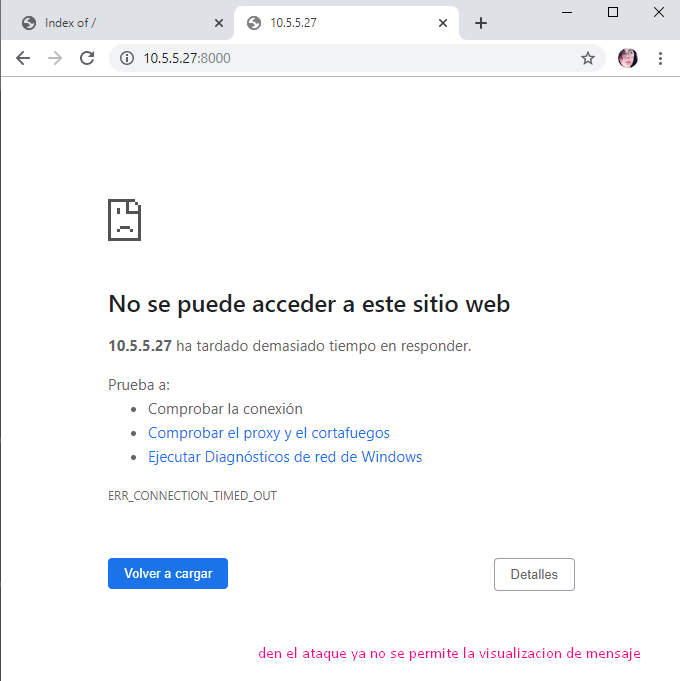 Index of /
10.5.5.27
10.5.5.27:8000
No se puede acceder a este sitio web
10.5.5.27 ha tardado demasiado tiempo en responder.
Prueba a:
Comprobar la conexión
Comprobar el proxy y el cortafuegos
Ejecutar Diagnósticos de red de Windows
ERR_CONNECTION_TIMED_OUT
Volver a cargar
Detalles
den el ataque ya no se permite la visualizacion de mensaje